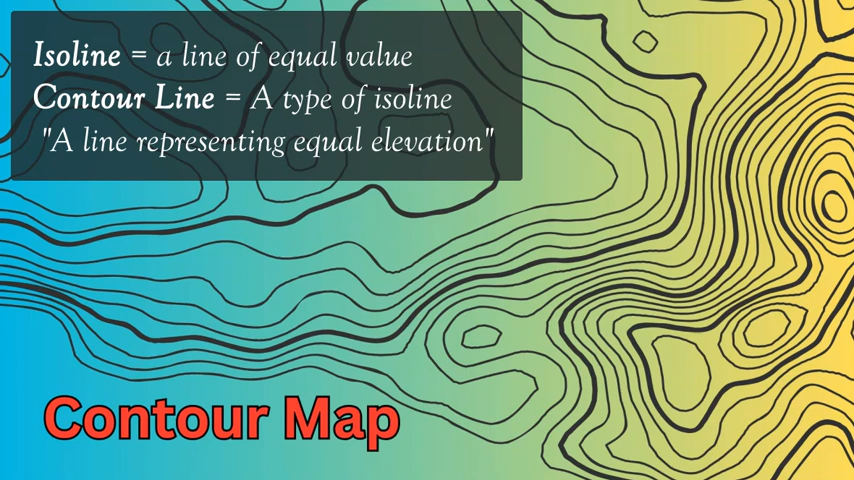 Isoline = a line of equal value
Contour Line = A type of isoline
"A line representing equal elevation"
Contour Map